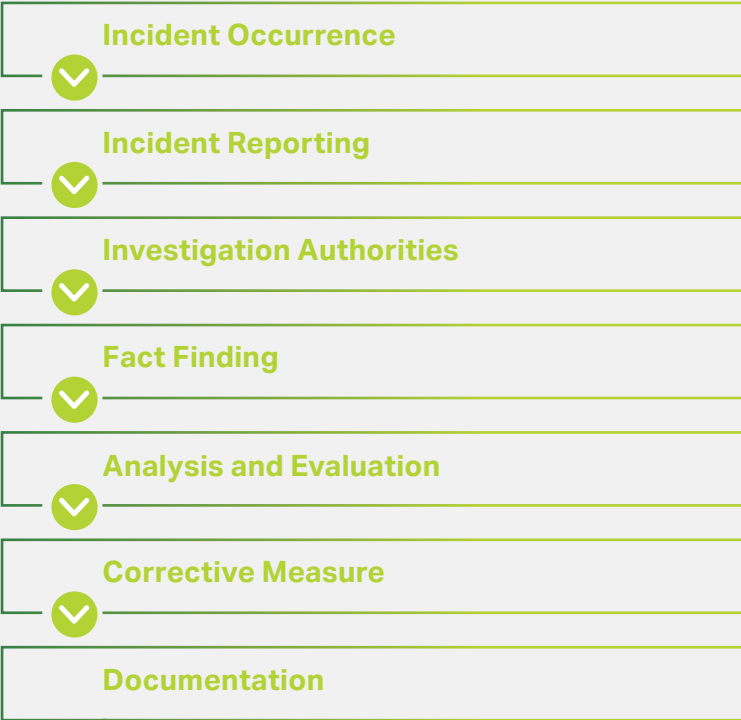 Incident Occurrence
Incident Reporting
Investigation Authorities
Fact Finding
Analysis and Evaluation
Corrective Measure
Documentation